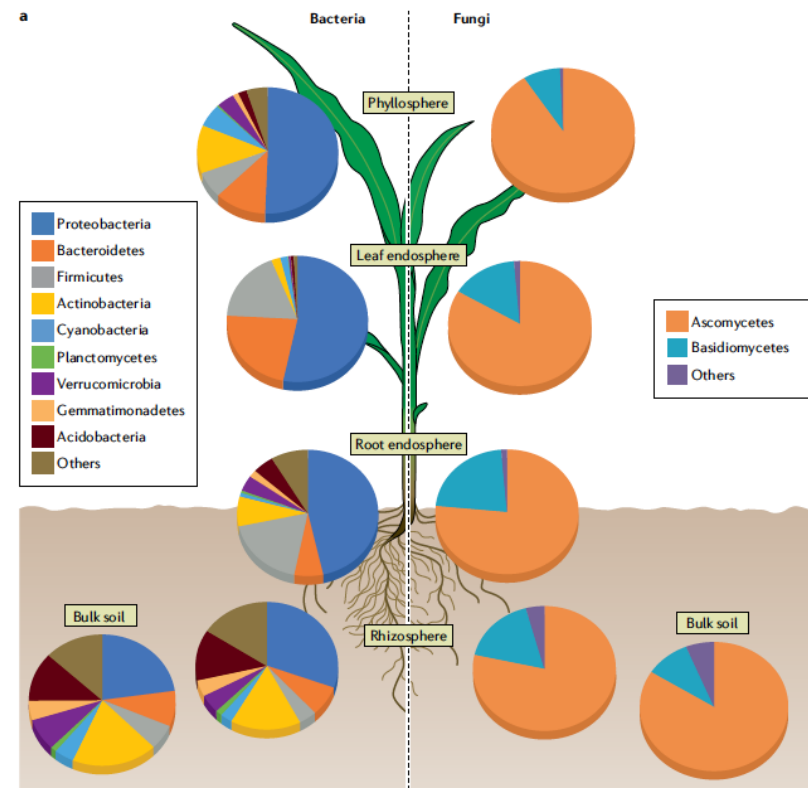 a
Bacteria
Fungi
Phyllosphere
Proteobacteria
Bacteroidetes
Firmicutes
Actinobacteria
Cyanobacteria
Planctomycetes
Verrucomicrobia
Gemmatimonadetes
Acidobacteria
Others
Leaf endosphere
Ascomycetes
Basidiomycetes
Others
Root endosphere
Bulk soil
Rhizosphere
Bulk soil